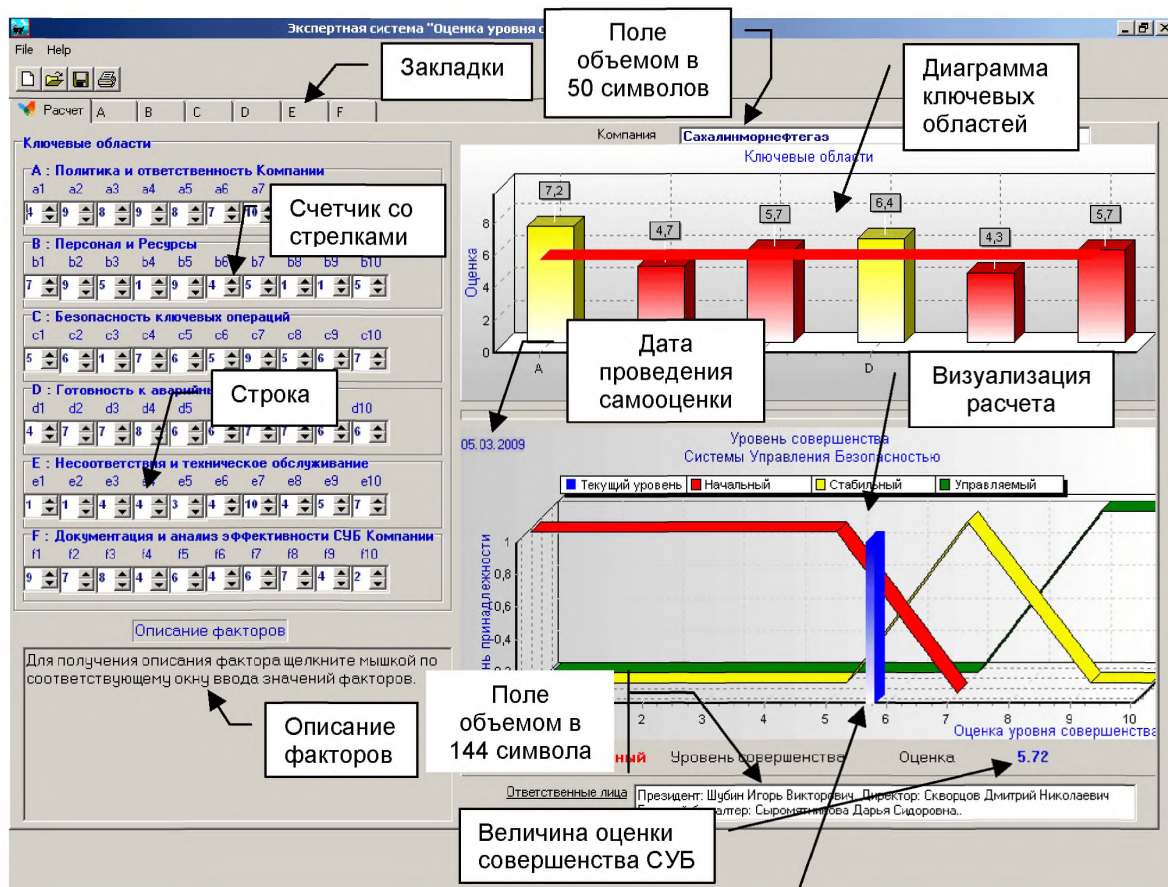 Экспертная система "Оценка уровня с
File Help
Поле
объемом в
50 символов
Закладки
Диаграмма
ключевых
областей
Расчет A B C D E F
Компания Сахалинморнефтегаз
Ключевые области
A : Политика и ответственность Компании
a1 a2 a3 a4 a5 a6 a7
4 9 8 9 8 7 10
Счетчик со
стрелками
B : Персонал и Ресурсы
b1 b2 b3 b4 b5 b6 b7 b8 b9 b10
7 9 5 1 9 4 5 1 1 5
C : Безопасность ключевых операций
c1 c2 c3 c4 c5 c6 c7 c8 c9 c10
5 6 1 7 6 5 9 5 6 7
D : Готовность к аварийн
Строка
d1 d2 d3 d4 d5 d10
4 7 7 8 6 6 7 7 6 6
E : Несоответствия и техническое обслуживание
e1 e2 e3 e4 e5 e6 e7 e8 e9 e10
1 1 4 4 3 4 10 4 5 7
F : Документация и анализ эффективности СУБ Компании
f1 f2 f3 f4 f5 f6 f7 f8 f9 f10
9 7 8 4 6 4 6 7 4 2
Описание факторов
Для получения описания фактора щелкните мышкой по
соответствующему окну ввода значений факторов.
Описание
факторов
Ключевые области
7,2 4,7 5,7 6,4 4,3 5,7
Оценка
8
6
4
2
0
A D
Дата
проведения
самооценки
Визуализация
расчета
05.03.2009
Уровень совершенства
Системы Управления Безопасностью
Текущий уровень Начальный Стабильный Управляемый
нь принадлежности
1
0,8
0,6
0,4
0,2
2 3 4 5 6 7 8 9 10
Оценка уровня совершенства
Поле
объемом в
144 символа
ный Уровень совершенства Оценка 5.72
Ответственные лица Президент: Шубин Игорь Викторович, Директор: Скворцов Дмитрий Николаевич
алтер: Сыромятникова Дарья Сидоровна..
Величина оценки
совершенства СУБ